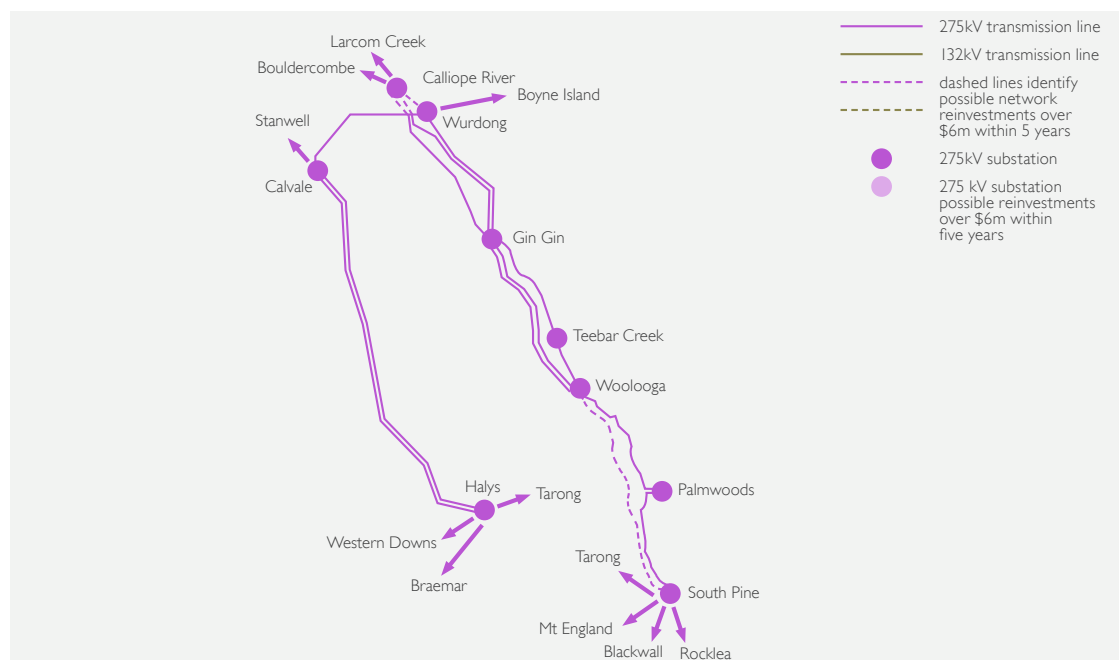 Larcom Creek
Bouldercombe
Calliope River
Boyne Island
Wurdong
Stanwell
Calvale
Gin Gin
Teebar Creek
Woolooga
Halys
Tarong
Palmwoods
Western Downs
Braemar
Tarong
South Pine
Mt England
Blackwall
Rocklea
275kV transmission line
132kV transmission line
dashed lines identify
possible network
reinvestments over
$6m within 5 years
275kV substation
275 kV substation
possible reinvestments
over $6m within
five years